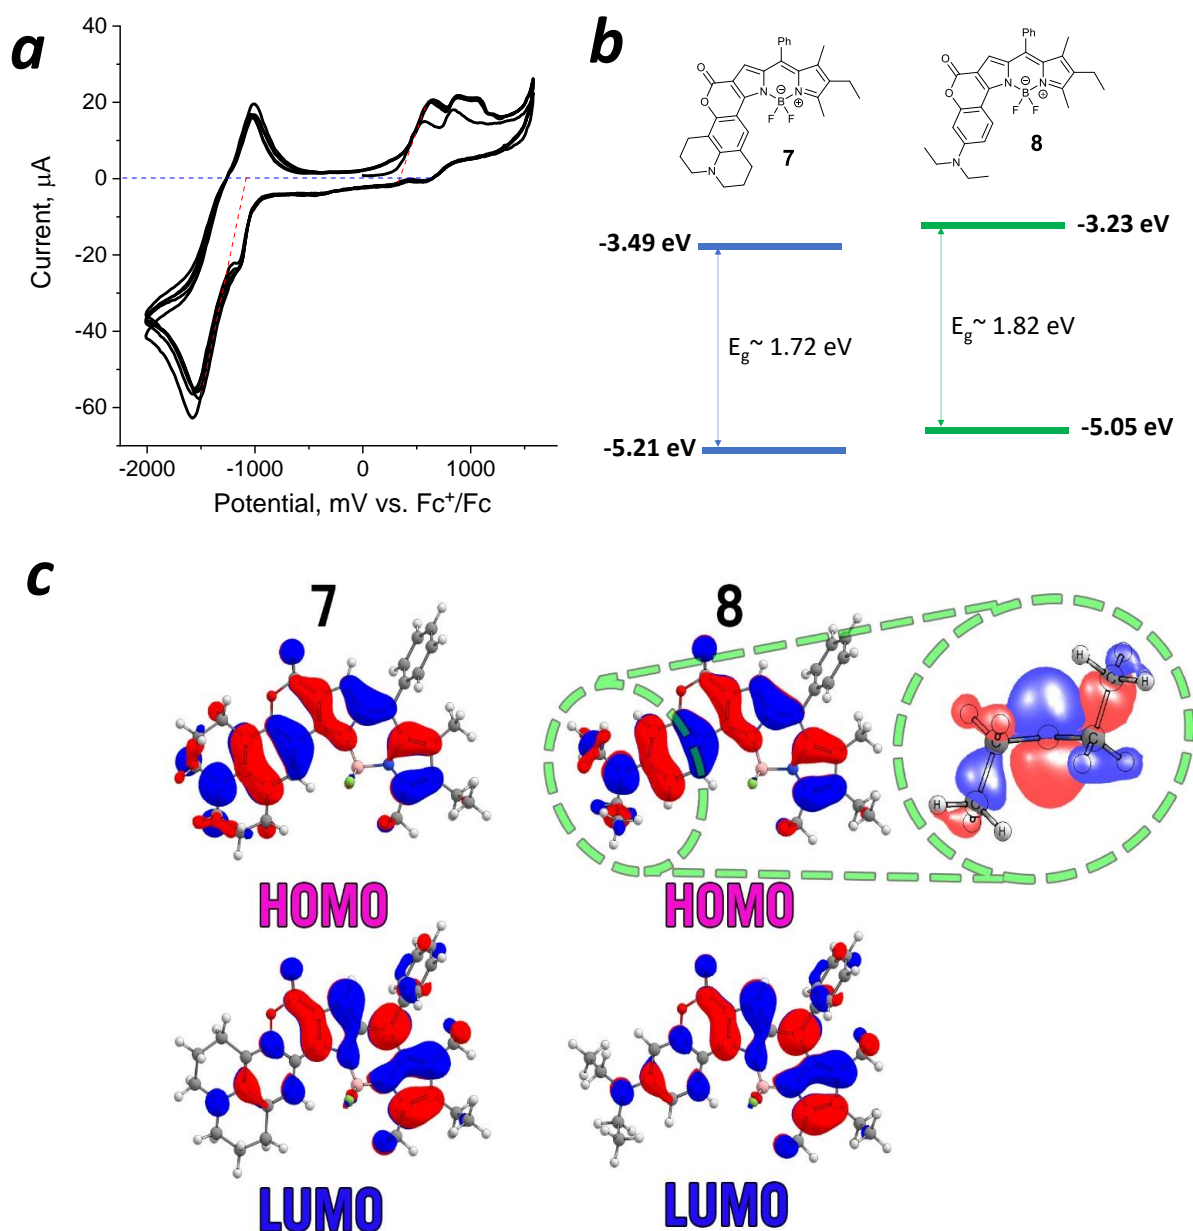 a
40
20
0
-20
-40
-60
Current, µA
-2000
-1000
0
1000
Potential, mV vs. Fc⁺/Fc
b
Ph
O
O
N
B
⊖
N
⊕
F
F
N
7
Ph
O
O
N
B
⊖
N
⊕
F
F
N
8
-3.49 eV
Eg~ 1.72 eV
-5.21 eV
-3.23 eV
Eg~ 1.82 eV
-5.05 eV
c
7
8
HOMO
HOMO
H
C
H
C
C
H
C
H
LUMO
LUMO